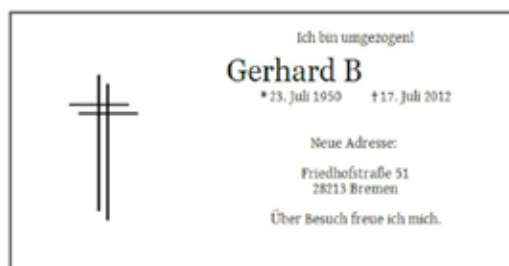 Ich bin umgezogen!
Gerhard B
* 23. Juli 1950 † 17. Juli 2012
Neue Adresse:
Friedhofstraße 51
28213 Bremen
Über Besuch freue ich mich.